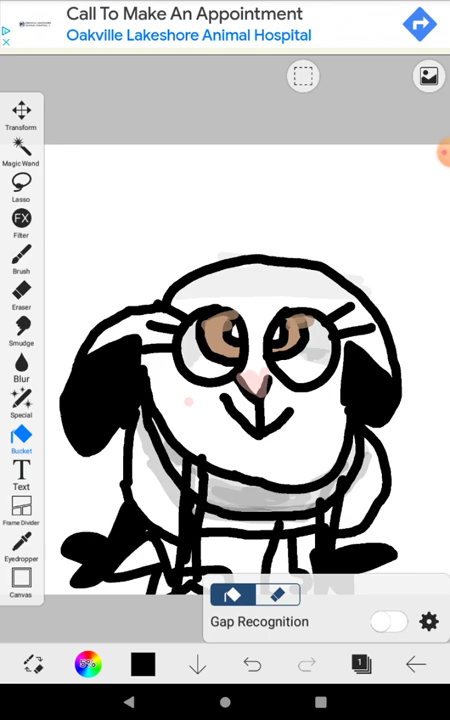 Call To Make An Appointment
Oakville Lakeshore Animal Hospital
Transform
Magic Wand
Lasso
FX
Filter
Brush
Eraser
Smudge
Blur
Special
Bucket
T
Text
Frame Divider
Eyedropper
Canvas
Gap Recognition
1